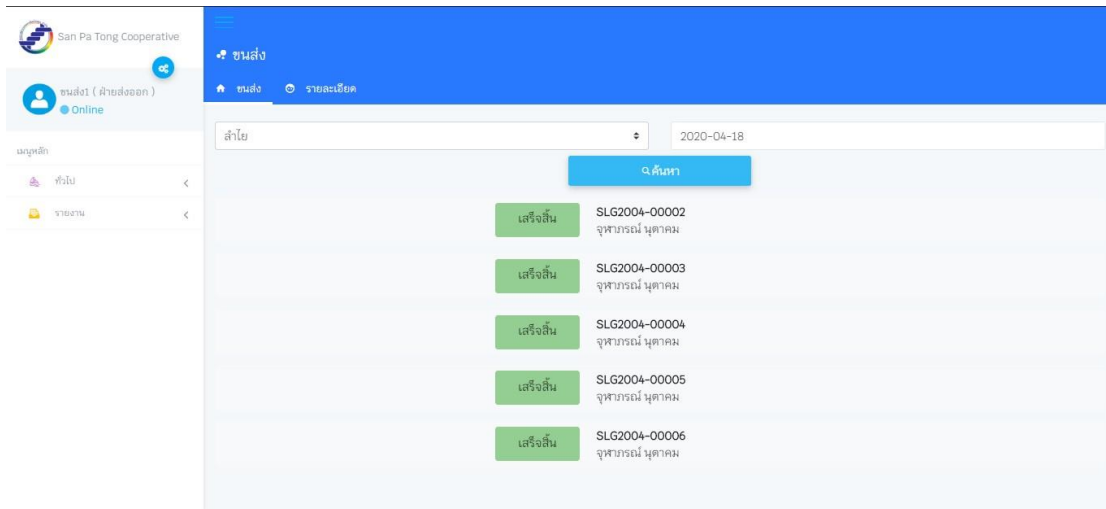 San Pa Tong Cooperative
ขนส่ง1 ( ฝ่ายส่งออก )
Online
เมนูหลัก
ทั่วไป
รายงาน
ขนส่ง
ขนส่ง
รายละเอียด
ลำไย
2020-04-18
ค้นหา
เสร็จสิ้น
SLG2004-00002
จุฬาภรณ์ นุตาคม
เสร็จสิ้น
SLG2004-00003
จุฬาภรณ์ นุตาคม
เสร็จสิ้น
SLG2004-00004
จุฬาภรณ์ นุตาคม
เสร็จสิ้น
SLG2004-00005
จุฬาภรณ์ นุตาคม
เสร็จสิ้น
SLG2004-00006
จุฬาภรณ์ นุตาคม